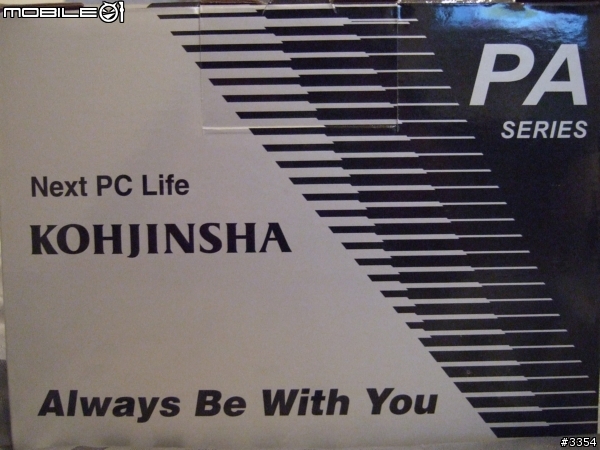 MOBILE01
PA
SERIES
Next PC Life
KOHJINSHA
Always Be With You
#3354